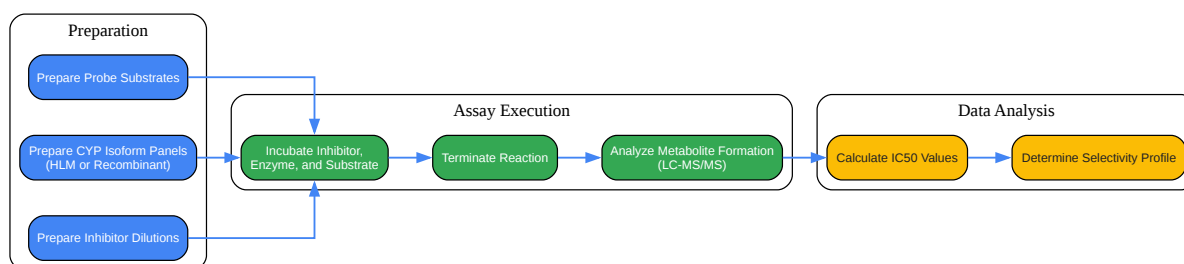 Preparation
Prepare Probe Substrates
Prepare CYP Isoform Panels
(HLM or Recombinant)
Prepare Inhibitor Dilutions
Assay Execution
Incubate Inhibitor,
Enzyme, and Substrate
Terminate Reaction
Analyze Metabolite Formation
(LC-MS/MS)
Data Analysis
Calculate IC50 Values
Determine Selectivity Profile